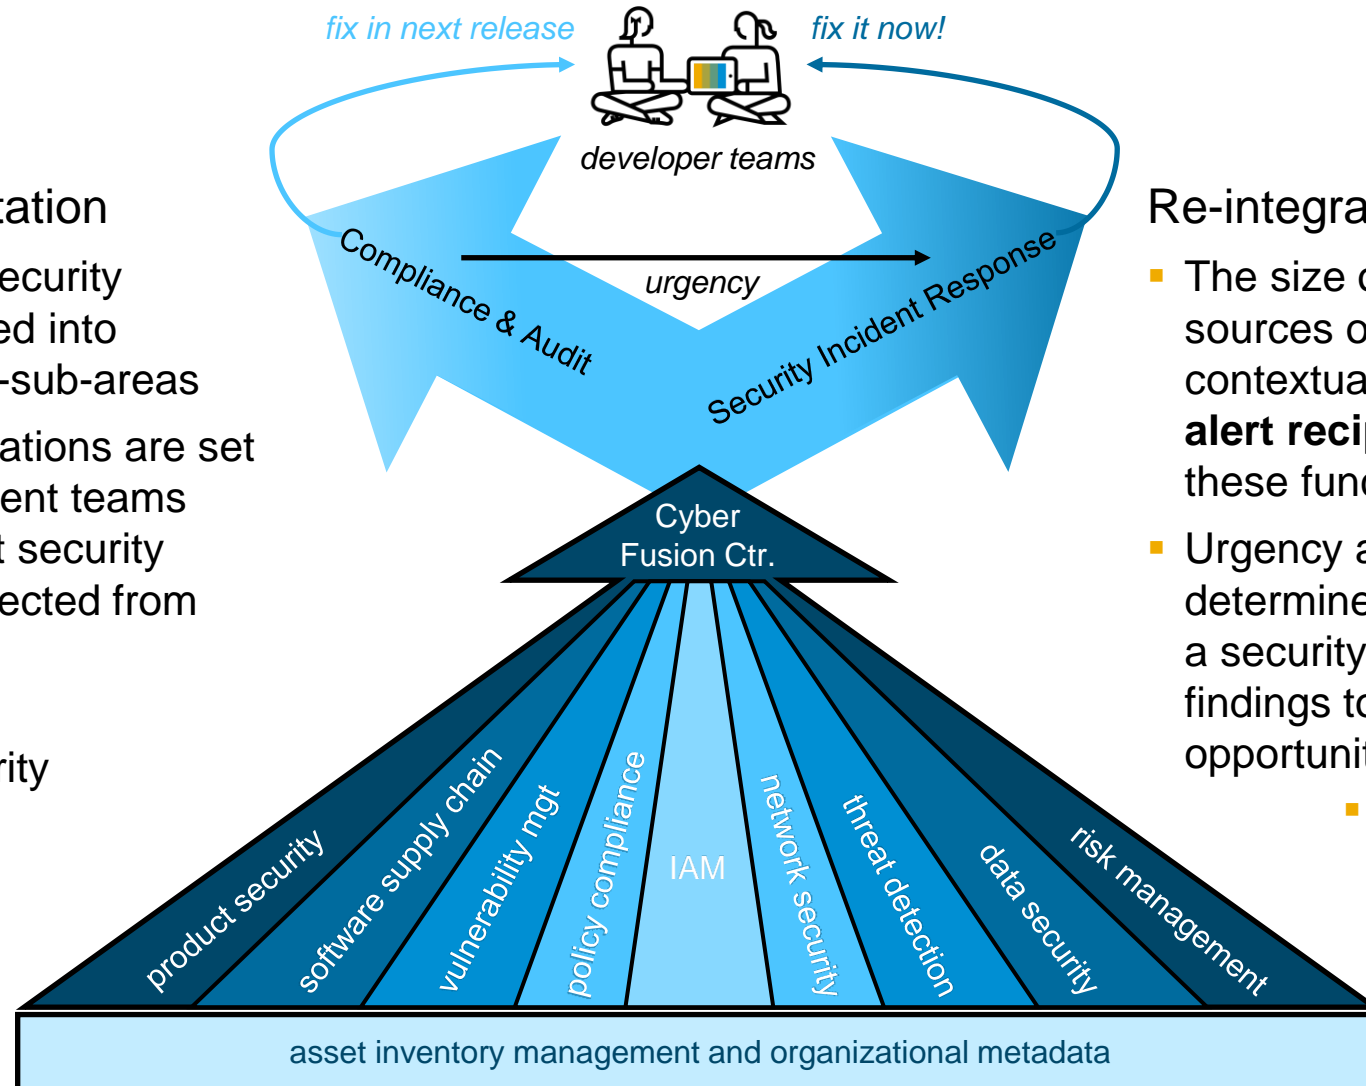 fix in next release
fix it now!
developer teams
tation
ecurity
ed into
-sub-areas
ations are set
ent teams
t security
ected from
rity
Compliance & Audit
urgency
Security Incident Response
Re-integra
The size o
sources o
contextua
alert recip
these func
Urgency a
determine
a security
findings to
opportunit
Cyber
Fusion Ctr.
product security
software supply chain
vulnerability mgt
policy compliance
IAM
network security
threat detection
data security
risk management
asset inventory management and organizational metadata